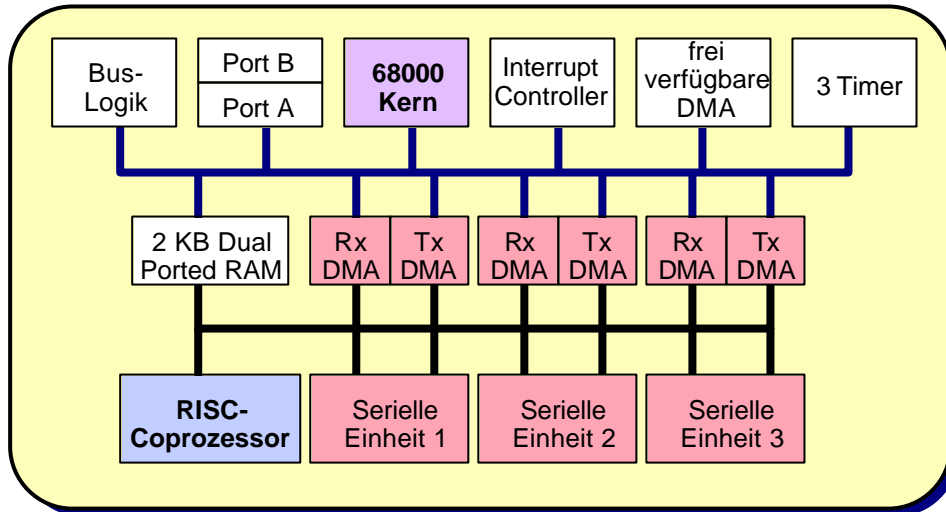 Bus-
Logik
Port B
Port A
68000
Kern
Interrupt
Controller
frei
verfügbare
DMA
3 Timer
2 KB Dual
Ported RAM
Rx
DMA
Tx
DMA
Rx
DMA
Tx
DMA
Rx
DMA
Tx
DMA
RISC-
Coprozessor
Serielle
Einheit 1
Serielle
Einheit 2
Serielle
Einheit 3